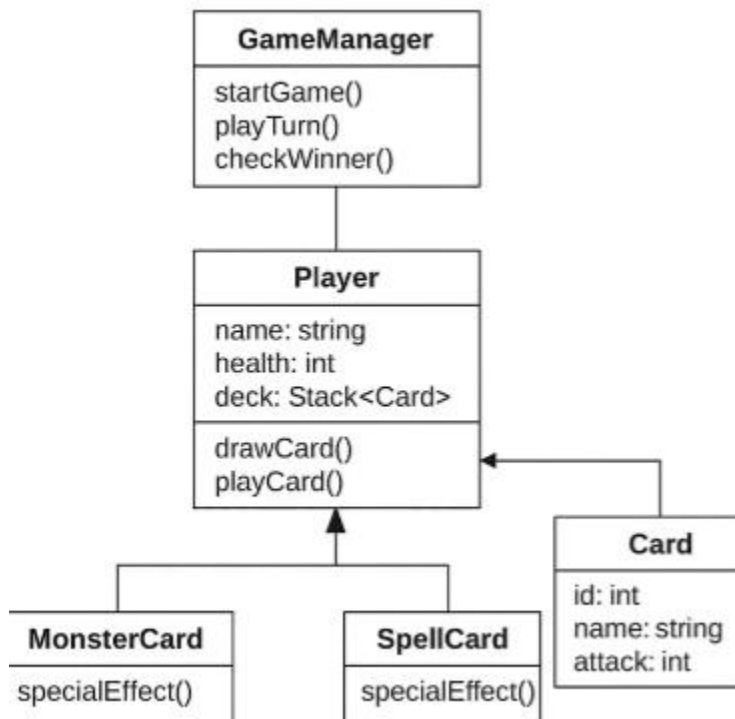 GameManager
startGame()
playTurn()
checkWinner()
Player
name: string
health: int
deck: Stack<Card>
drawCard()
playCard()
Card
id: int
name: string
attack: int
MonsterCard
specialEffect()
SpellCard
specialEffect()